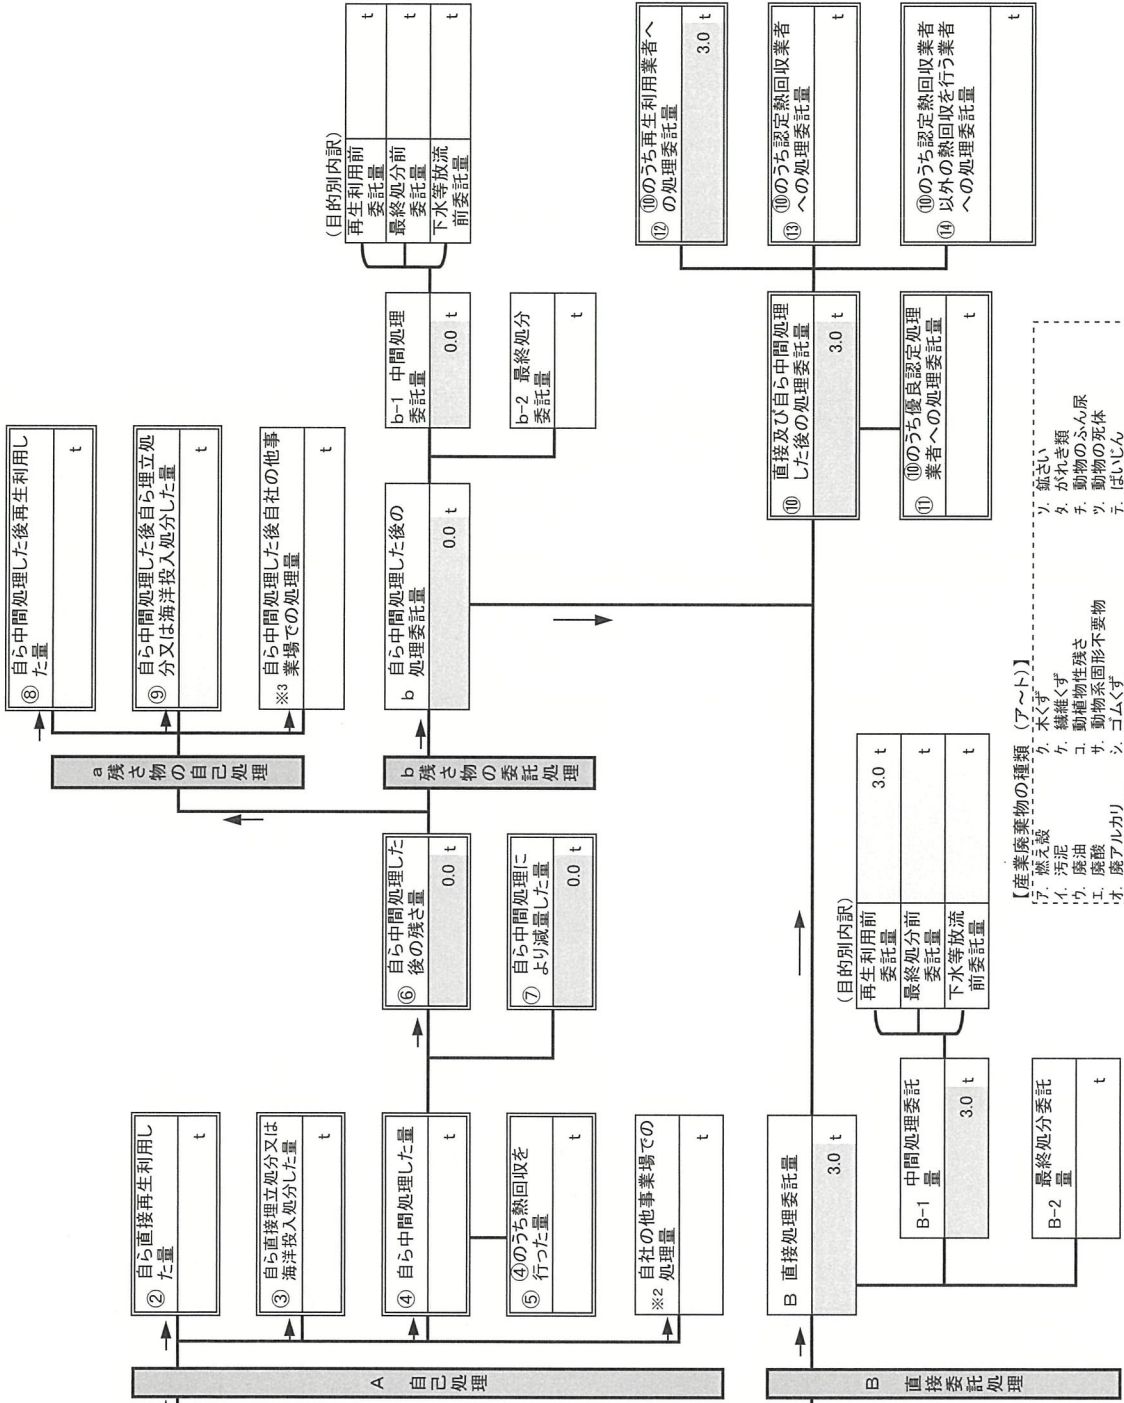 A 自己処理
② 自ら直接再生利用し
た量
t
③ 自ら直接埋立処分又は
海洋投入処分した量
t
④ 自ら中間処理した量
t
⑤ ④のうち熱回収を
行った量
t
※2 自社の他事業場での
処理量
t
⑥ 自ら中間処理した
後の残さ量
0.0 t
⑦ 自ら中間処理に
より減量した量
0.0 t
a 残さ物の自己処理
⑧ 自ら中間処理した後再生利用し
た量
t
⑨ 自ら中間処理した後自ら埋立処
分又は海洋投入処分した量
t
※3 自ら中間処理した後自社の他事
業場での処理量
t
b 残さ物の委託処理
b 自ら中間処理した後の
処理委託量
0.0 t
b-1 中間処理
委託量
0.0 t
b-2 最終処分
委託量
t
(目的別内訳)
再生利用前
委託量
t
最終処分前
委託量
t
下水等放流
前委託量
t
B 直接委託処理
B 直接処理委託量
3.0 t
B-1 中間処理委託
量
3.0 t
B-2 最終処分委託
量
t
(目的別内訳)
再生利用前
委託量
3.0 t
最終処分前
委託量
t
下水等放流
前委託量
t
⑩ 直接及び自ら中間処理
した後の処理委託量
3.0 t
⑪ ⑩のうち優良認定処理
業者への処理委託量
t
⑫ ⑩のうち再生利用業者へ
の処理委託量
3.0 t
⑬ ⑩のうち認定熱回収業者
への処理委託量
t
⑭ ⑩のうち認定熱回収業者
以外の熱回収を行う業者
への処理委託量
t
【産業廃棄物の種類(ア~ト)】
ア. 燃え殻 ク. 木くず ソ. 鉱さい
イ. 汚泥 ケ. 繊維くず タ. がれき類
ウ. 廃油 コ. 動植物性残さ チ. 動物のふん尿
エ. 廃酸 サ. 動物系固形不要物 ツ. 動物の死体
オ. 廃アルカリ シ. ゴムくず テ. ばいじん